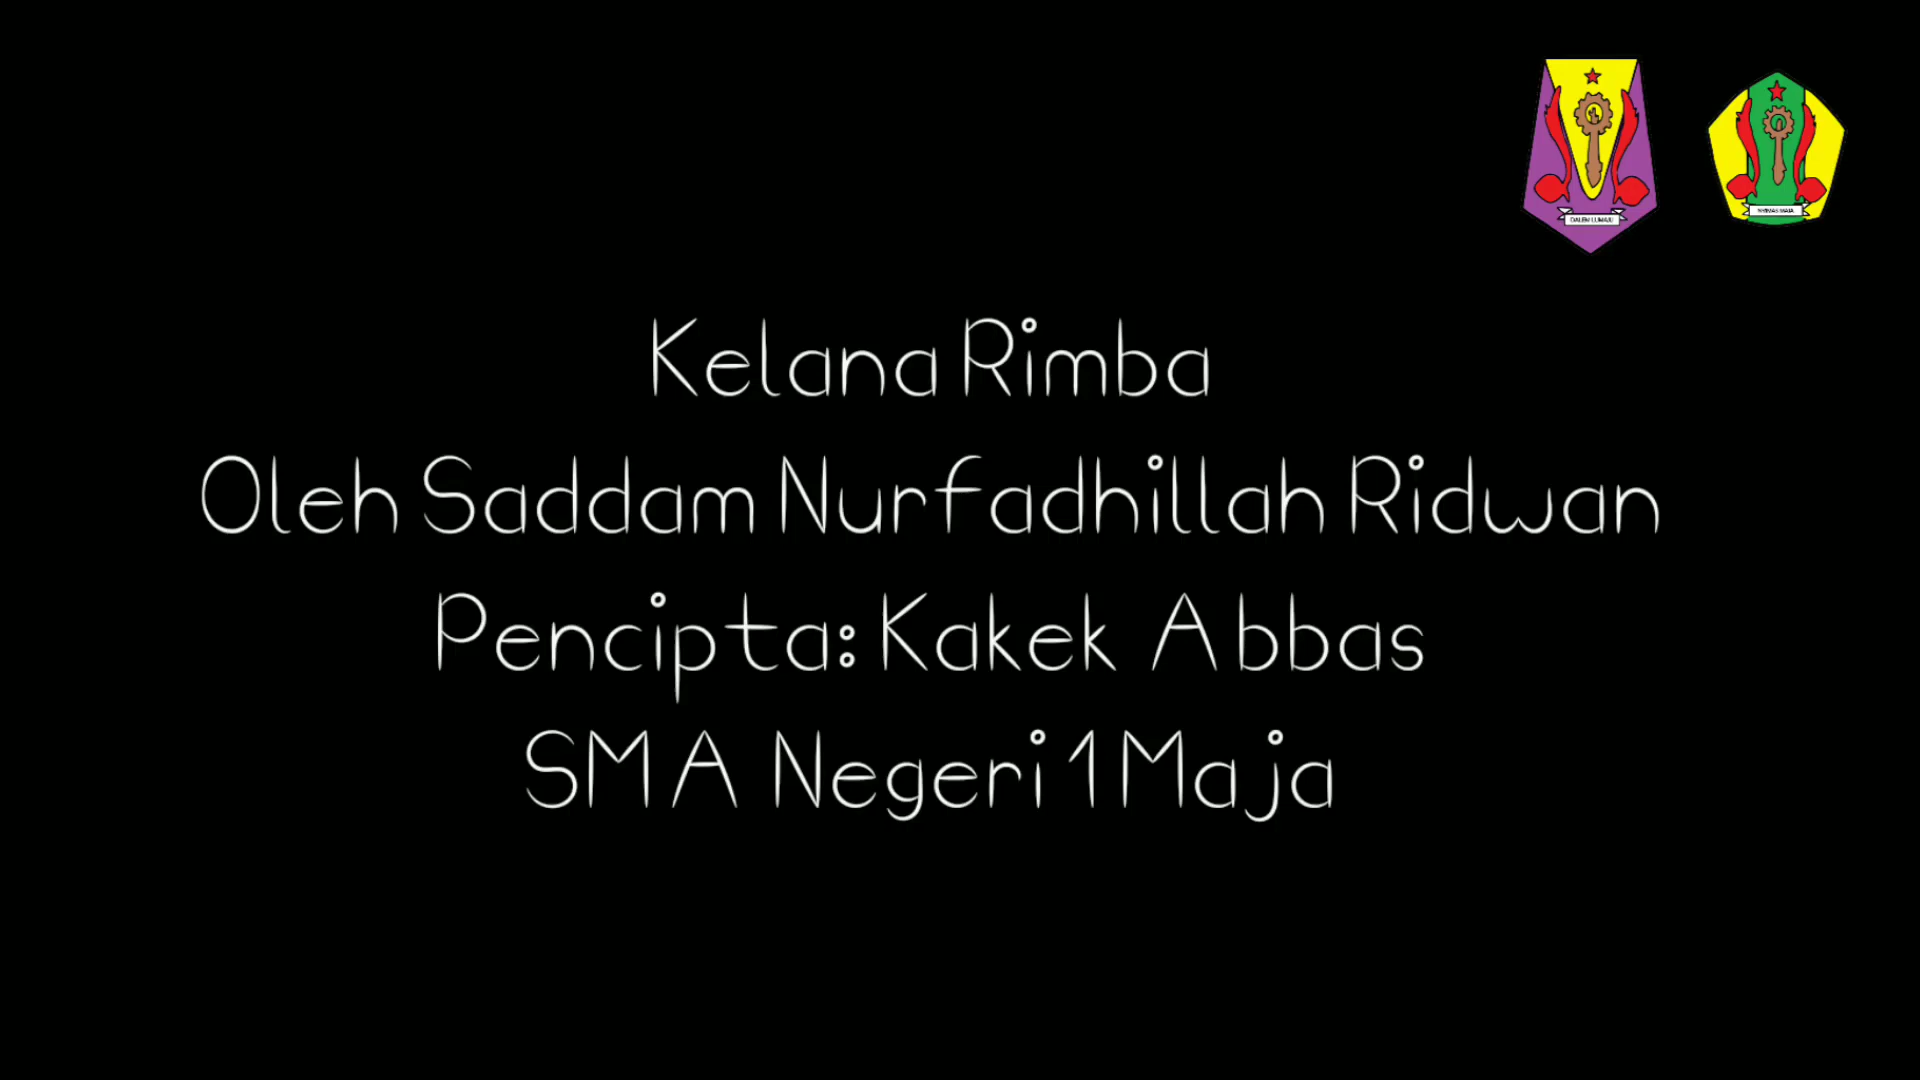 Kelana Rimba
Oleh Saddam Nurfadhillah Ridwan
Pencipta: Kakek Abbas
SMA Negeri 1 Maja